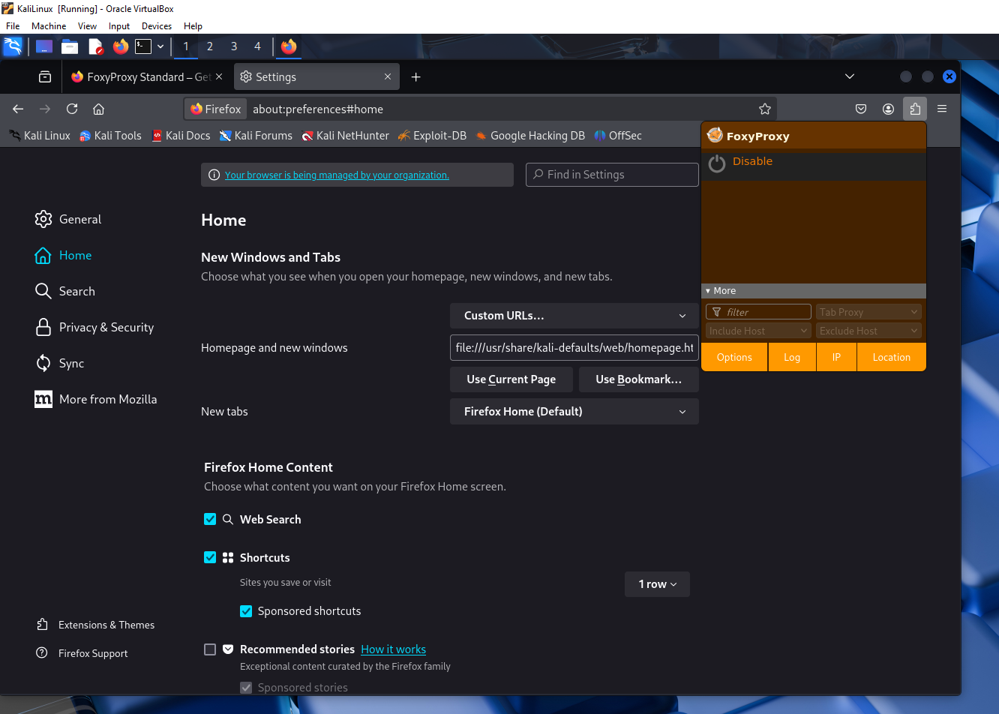 KaliLinux [Running] - Oracle VirtualBox
File Machine View Input Devices Help
1 2 3 4
FoxyProxy Standard – Get
Settings
Firefox about:preferences#home
Kali Linux Kali Tools Kali Docs Kali Forums Kali NetHunter Exploit-DB Google Hacking DB OffSec
Your browser is being managed by your organization.
Find in Settings
General
Home
Search
Privacy & Security
Sync
m More from Mozilla
Extensions & Themes
Firefox Support
Home
New Windows and Tabs
Choose what you see when you open your homepage, new windows, and new tabs.
Custom URLs...
Homepage and new windows
file:///usr/share/kali-defaults/web/homepage.ht
Use Current Page Use Bookmark...
New tabs Firefox Home (Default)
Firefox Home Content
Choose what content you want on your Firefox Home screen.
Web Search
Shortcuts
Sites you save or visit
1 row
Sponsored shortcuts
Recommended stories How it works
Exceptional content curated by the Firefox family
Sponsored stories
FoxyProxy
Disable
▾ More
filter Tab Proxy
Include Host Exclude Host
Options Log IP Location